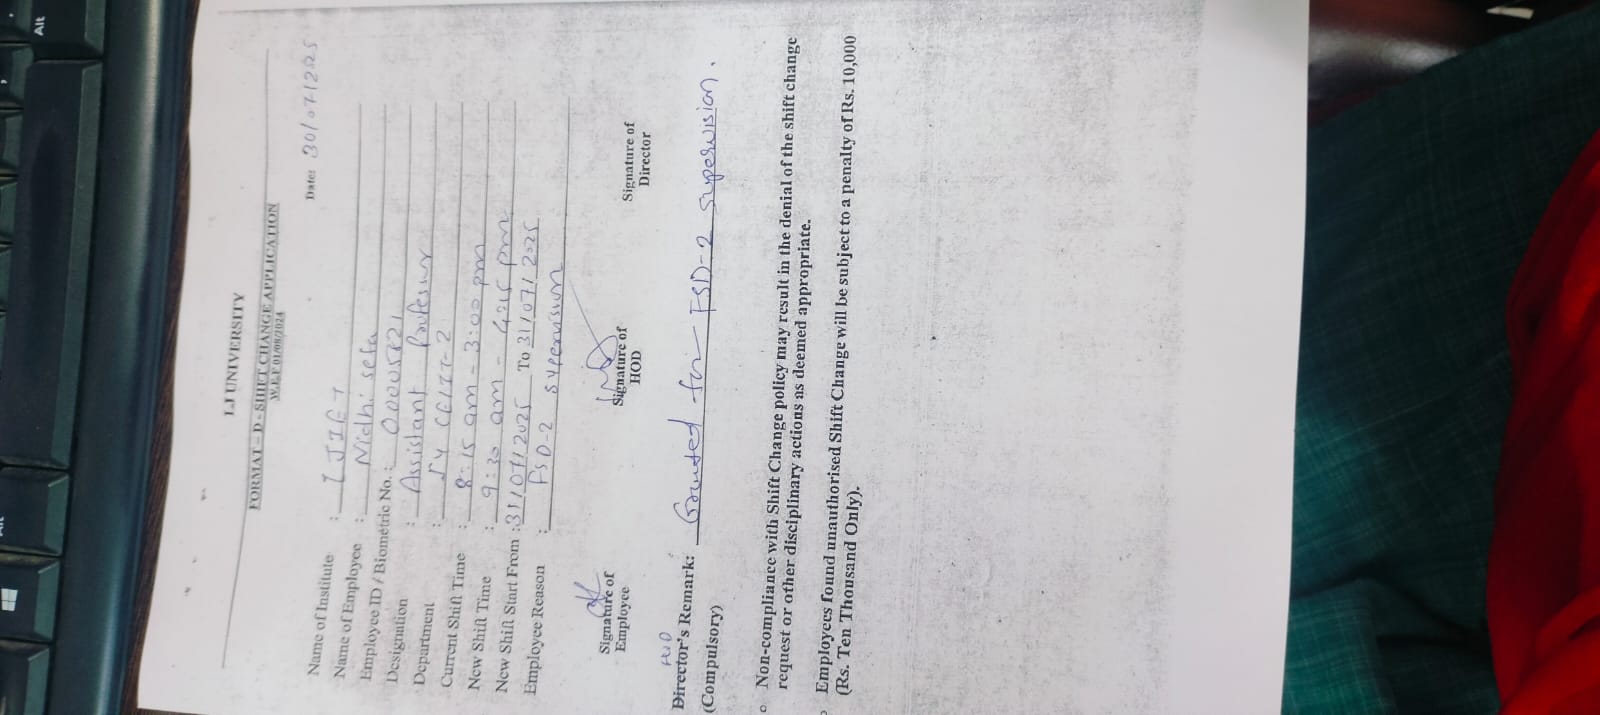 LJ UNIVERSITY
FORMAT - D - SHIFT CHANGE APPLICATION
W.E.F 01/08/2024
Date: 30/07/2025
Name of Institute : LJIET
Name of Employee : Nidhi
Employee ID / Biometric No. : 00005821
Designation : Assistant Professor
Department : SY CE/IT-2
Current Shift Time : 8:15 am - 3:00 pm
New Shift Time : 9:30 am - 4:15 pm
New Shift Start From : 31/07/2025 To 31/07/2025
Employee Reason : FSD-2 supervision
Signature of Employee
Signature of HOD
Signature of Director
HOD
Director's Remark: Granted for FSD-2 supervision.
(Compulsory)
Non-compliance with Shift Change policy may result in the denial of the shift change
request or other disciplinary actions as deemed appropriate.
Employees found unauthorised Shift Change will be subject to a penalty of Rs. 10,000
(Rs. Ten Thousand Only).
Alt
Alt